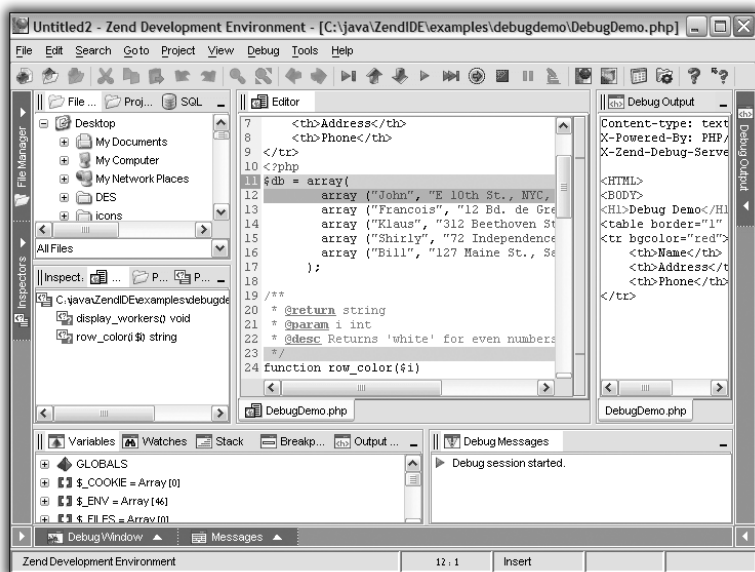 Untitled2 - Zend Development Environment - [C:\java\ZendIDE\examples\debugdemo\DebugDemo.php]
File Edit Search Goto Project View Debug Tools Help
File Manager
Inspectors
File ... Proj... SQL
Desktop
My Documents
My Computer
My Network Places
DES
icons
All Files
Inspect: ... P... P...
C:\java\ZendIDE\examples\debugde
display_workers() void
row_color(i $i) string
Editor
7 <th>Address</th>
8 <th>Phone</th>
9 </tr>
10 <?php
11 $db = array(
12 array ("John", "E 10th St., NYC,
13 array ("Francois", "12 Bd. de Gre
14 array ("Klaus", "312 Beethoven St
15 array ("Shirly", "72 Independence
16 array ("Bill", "127 Maine St., Sa
17 );
18
19 /**
20 * @return string
21 * @param i int
22 * @desc Returns 'white' for even numbers
23 */
24 function row_color($i)
DebugDemo.php
Debug Output
Content-type: text
X-Powered-By: PHP/
X-Zend-Debug-Serve
<HTML>
<BODY>
<H1>Debug Demo</H1
<table border="1"
<tr bgcolor="red">
<th>Name</th>
<th>Address</t
<th>Phone</th>
</tr>
DebugDemo.php
Debug Output
Variables Watches Stack Breakp... Output ...
GLOBALS
$_COOKIE = Array [0]
$_ENV = Array [46]
$_FILES = Array [0]
Debug Messages
Debug session started.
Debug Window Messages
Zend Development Environment 12 : 1 Insert